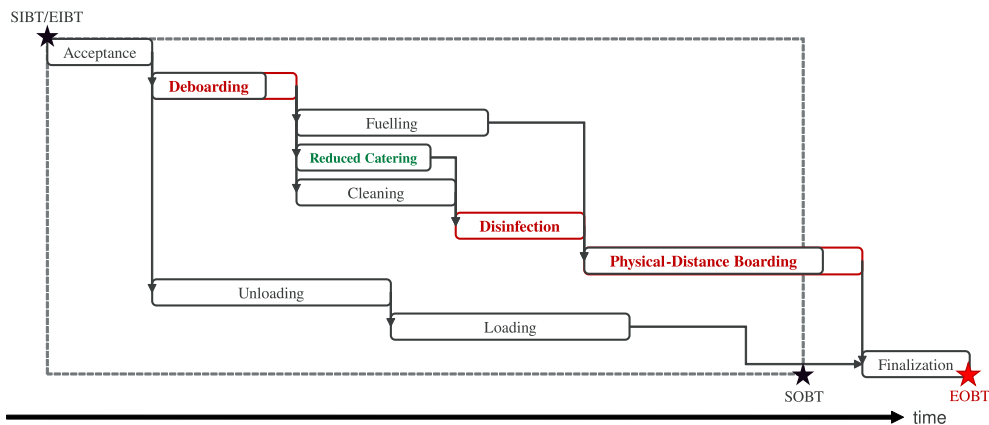 SIBT/EIBT
Acceptance
Deboarding
Fuelling
Reduced Catering
Cleaning
Disinfection
Physical-Distance Boarding
Unloading
Loading
Finalization
SOBT
EOBT
time